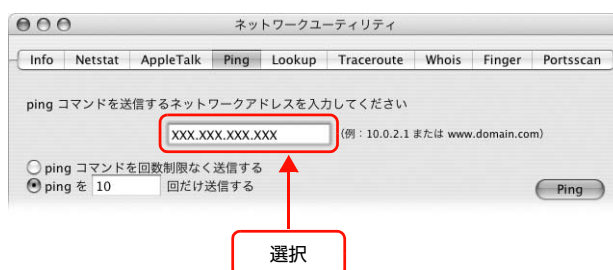 ネットワークユーティリティ
Info Netstat AppleTalk Ping Lookup Traceroute Whois Finger Portsscan
ping コマンドを送信するネットワークアドレスを入力してください
XXX.XX.XXX.XXX (例：10.0.2.1 または www.domain.com)
ping コマンドを回数制限なく送信する
ping を 10 回だけ送信する Ping
選択